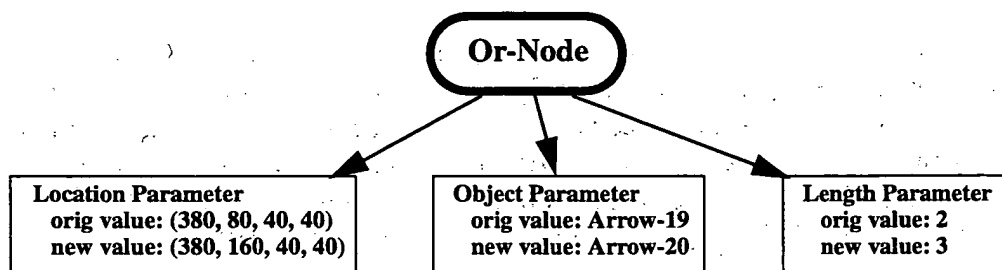 Or-Node
Location Parameter
orig value: (380, 80, 40, 40)
new value: (380, 160, 40, 40)
Object Parameter
orig value: Arrow-19
new value: Arrow-20
Length Parameter
orig value: 2
new value: 3